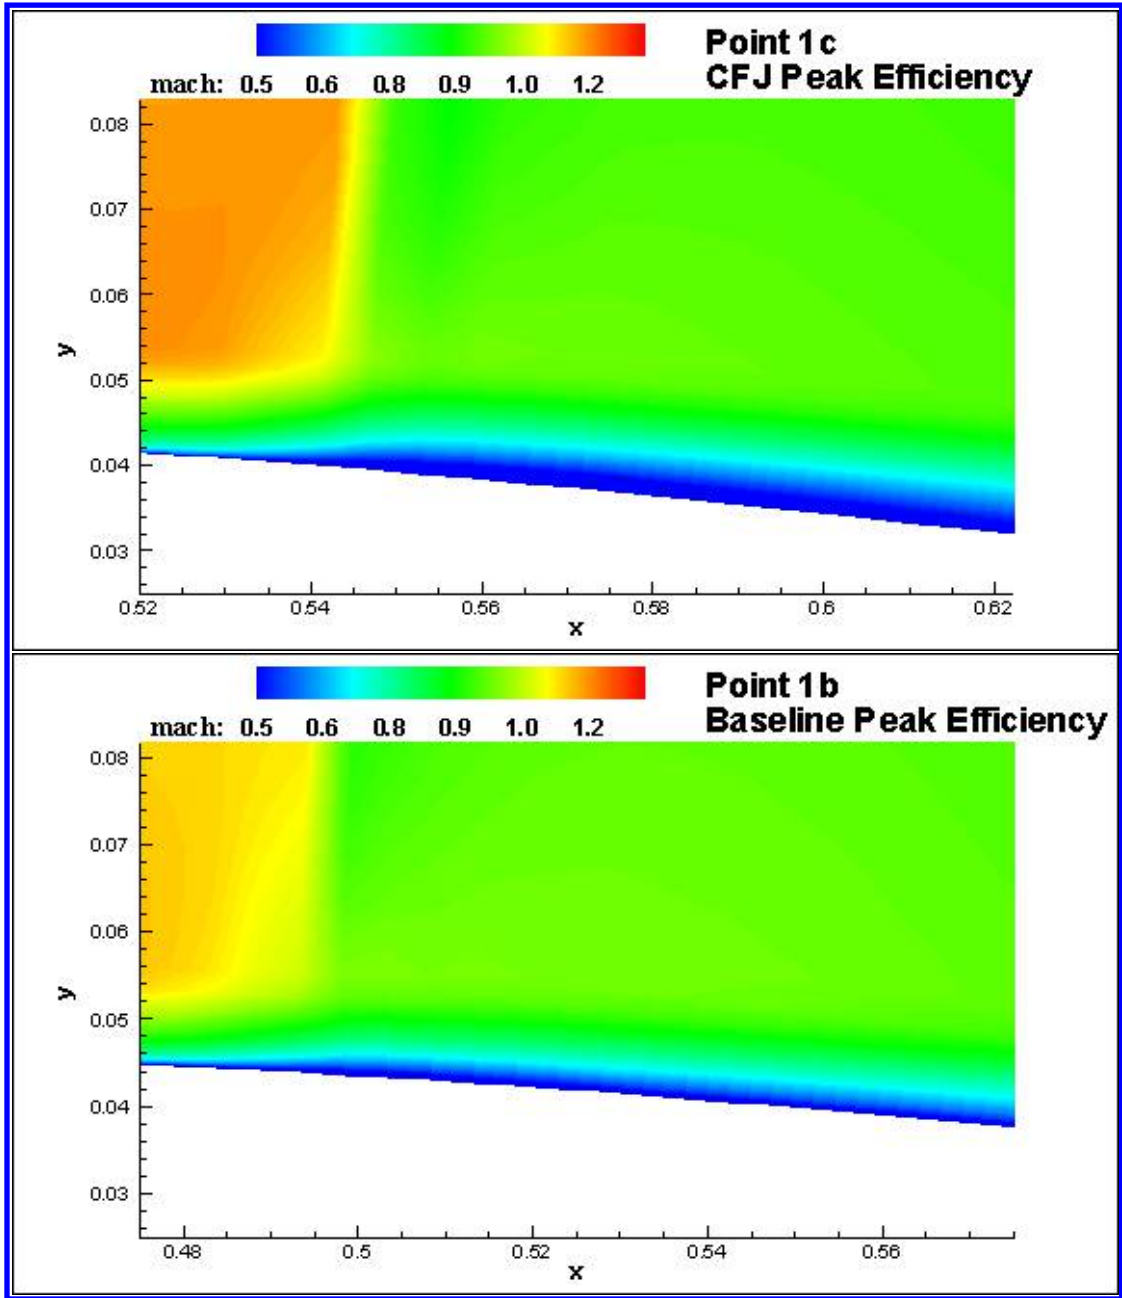 Point 1c
CFJ Peak Efficiency
mach: 0.5 0.6 0.8 0.9 1.0 1.2
0.08
0.07
0.06
y
0.05
0.04
0.03
0.52 0.54 0.56 0.58 0.6 0.62
x
Point 1b
Baseline Peak Efficiency
mach: 0.5 0.6 0.8 0.9 1.0 1.2
0.08
0.07
0.06
y
0.05
0.04
0.03
0.48 0.5 0.52 0.54 0.56
x